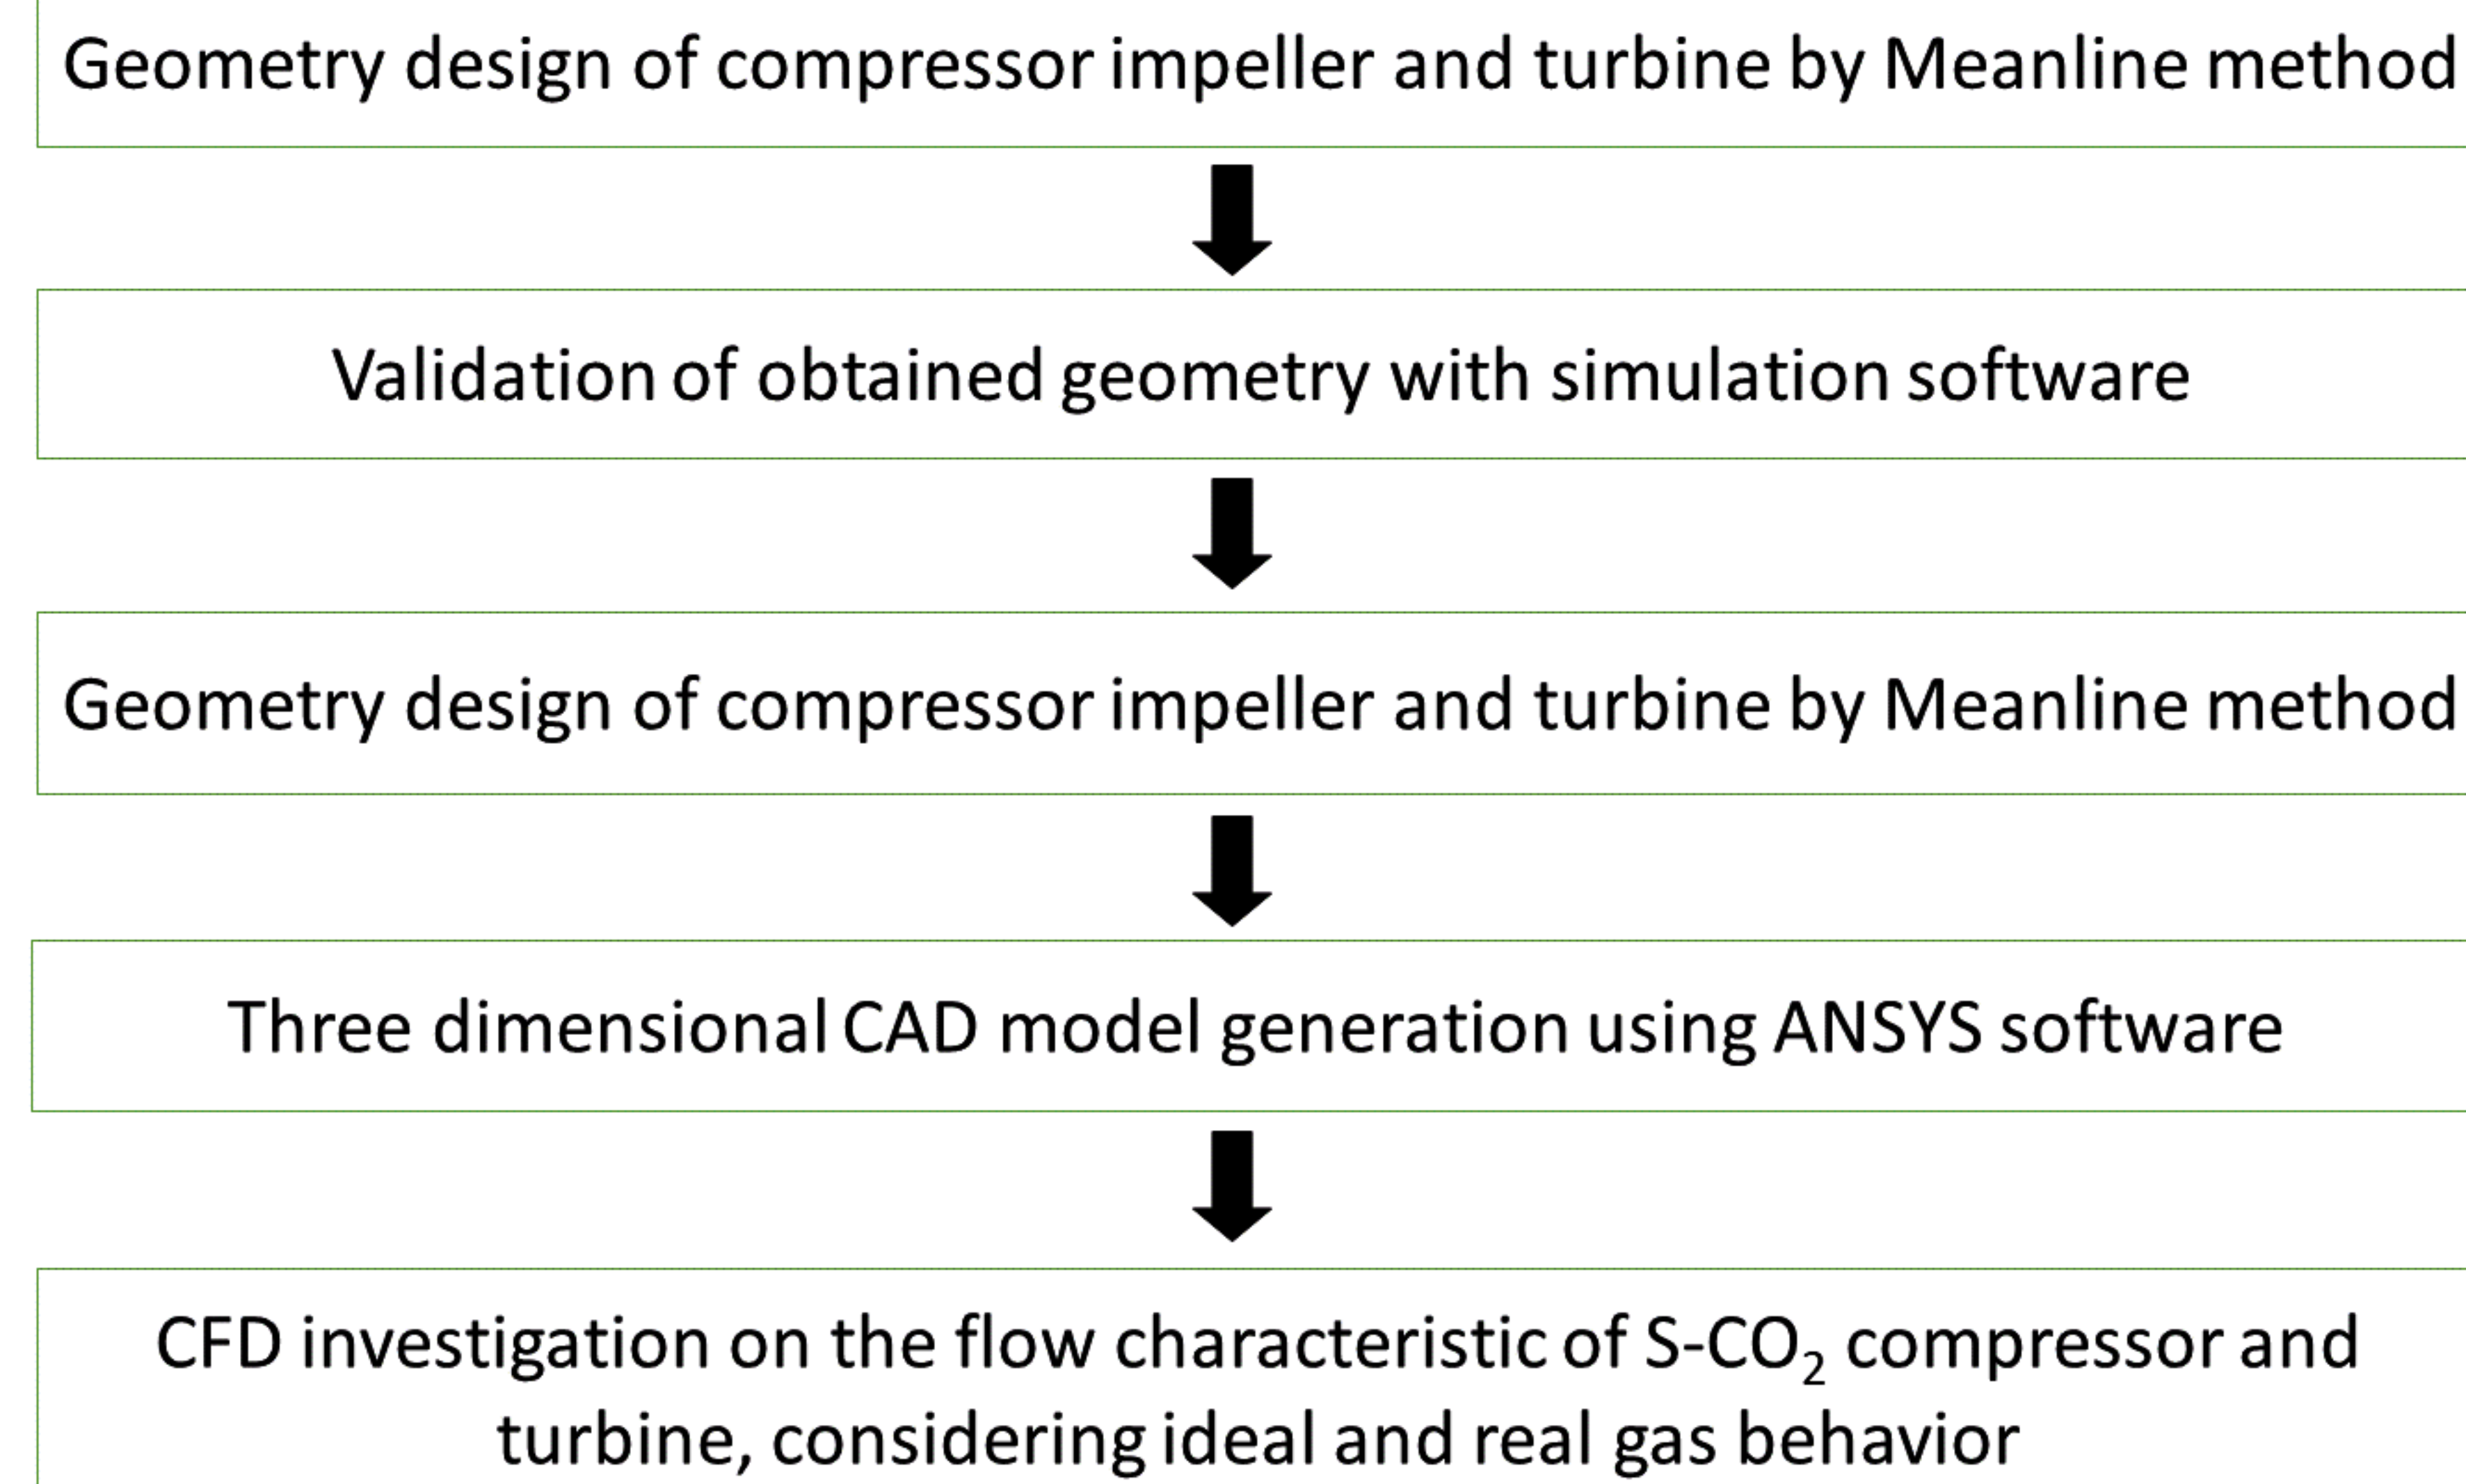 Geometry design of compressor impeller and turbine by Meanline method
Validation of obtained geometry with simulation software
Geometry design of compressor impeller and turbine by Meanline method
Three dimensional CAD model generation using ANSYS software
CFD investigation on the flow characteristic of S-CO₂ compressor and
turbine, considering ideal and real gas behavior